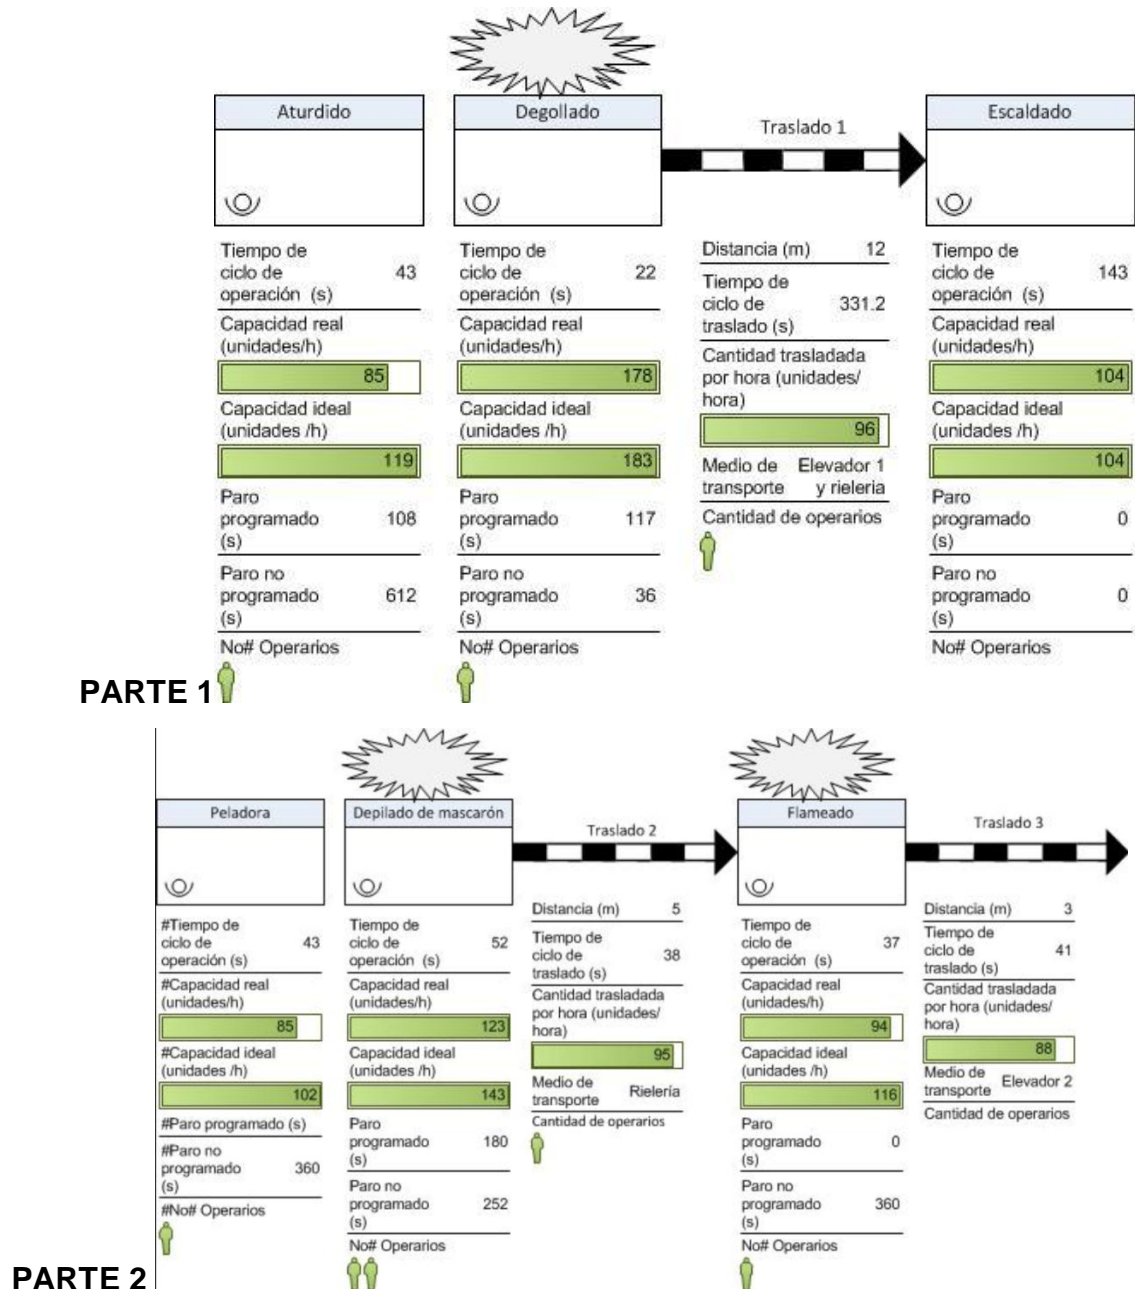 Aturdido
Tiempo de
ciclo de
operación (s)
43
Capacidad real
(unidades/h)
85
Capacidad ideal
(unidades /h)
119
Paro
programado
(s)
108
Paro no
programado
(s)
612
No# Operarios
Degollado
Tiempo de
ciclo de
operación (s)
22
Capacidad real
(unidades/h)
178
Capacidad ideal
(unidades /h)
183
Paro
programado
(s)
117
Paro no
programado
(s)
36
No# Operarios
Traslado 1
Distancia (m) 12
Tiempo de
ciclo de
traslado (s)
331.2
Cantidad trasladada
por hora (unidades/
hora)
96
Medio de
transporte
Elevador 1
y rieleria
Cantidad de operarios
Escaldado
Tiempo de
ciclo de
operación (s)
143
Capacidad real
(unidades/h)
104
Capacidad ideal
(unidades /h)
104
Paro
programado
(s)
0
Paro no
programado
(s)
0
No# Operarios
PARTE 1
Peladora
#Tiempo de
ciclo de
operación (s)
43
#Capacidad real
(unidades/h)
85
#Capacidad ideal
(unidades /h)
102
#Paro programado (s)
#Paro no
programado
(s)
360
#No# Operarios
Depilado de mascarón
Tiempo de
ciclo de
operación (s)
52
Capacidad real
(unidades/h)
123
Capacidad ideal
(unidades /h)
143
Paro
programado
(s)
180
Paro no
programado
(s)
252
No# Operarios
Traslado 2
Distancia (m) 5
Tiempo de
ciclo de
traslado (s)
38
Cantidad trasladada
por hora (unidades/
hora)
95
Medio de
transporte
Rielería
Cantidad de operarios
Flameado
Tiempo de
ciclo de
operación (s)
37
Capacidad real
(unidades/h)
94
Capacidad ideal
(unidades /h)
116
Paro
programado
(s)
0
Paro no
programado
(s)
360
No# Operarios
Traslado 3
Distancia (m) 3
Tiempo de
ciclo de
traslado (s)
41
Cantidad trasladada
por hora (unidades/
hora)
88
Medio de
transporte
Elevador 2
Cantidad de operarios
PARTE 2